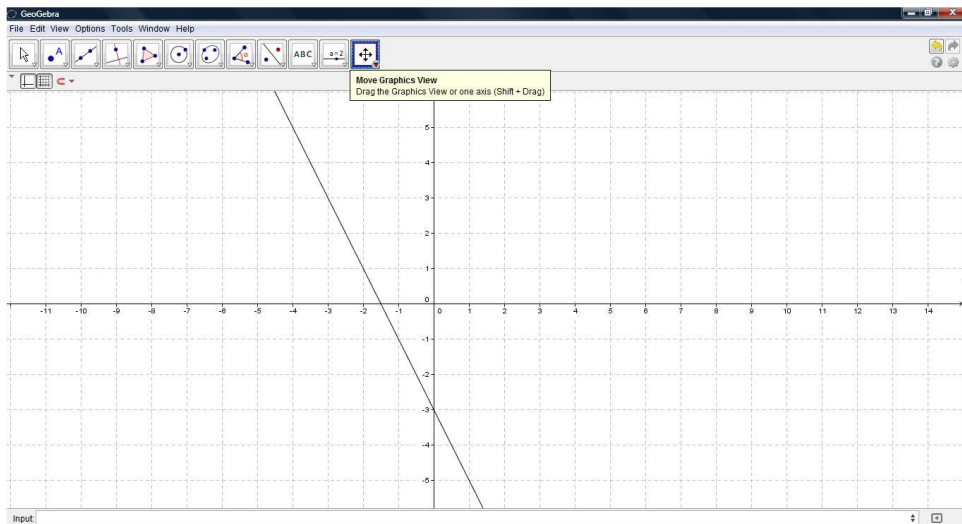 GeoGebra
File Edit View Options Tools Window Help
A
α
ABC
a=2
Move Graphics View
Drag the Graphics View or one axis (Shift + Drag)
5
4
3
2
1
0
-11 -10 -9 -8 -7 -6 -5 -4 -3 -2 -1 0 1 2 3 4 5 6 7 8 9 10 11 12 13 14
-1
-2
-3
-4
-5
Input: